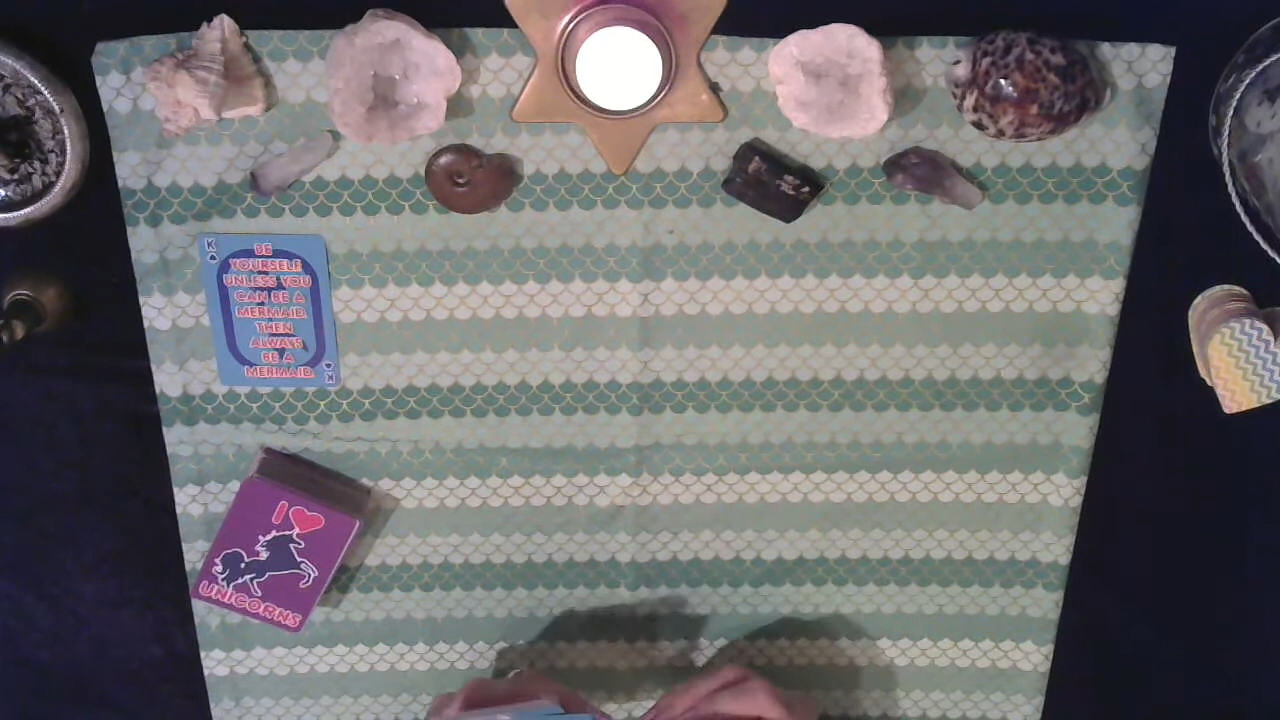 K
BE
YOURSELF
UNLESS YOU
CAN BE A
MERMAID
THEN
ALWAYS
BE A
MERMAID
K
I
UNICORNS